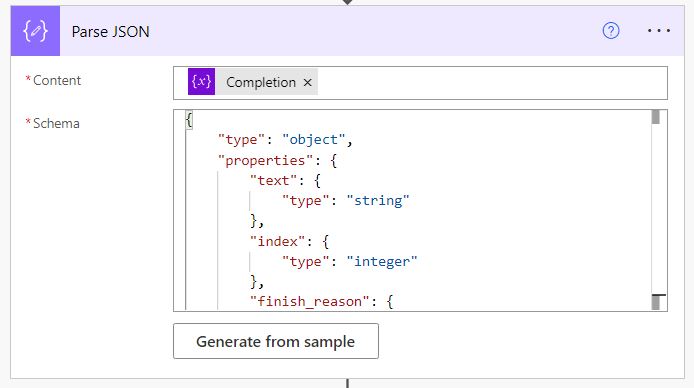 Parse JSON
?
...
* Content
{x} Completion ×
* Schema
{
"type": "object",
"properties": {
"text": {
"type": "string"
},
"index": {
"type": "integer"
},
"finish_reason": {
Generate from sample